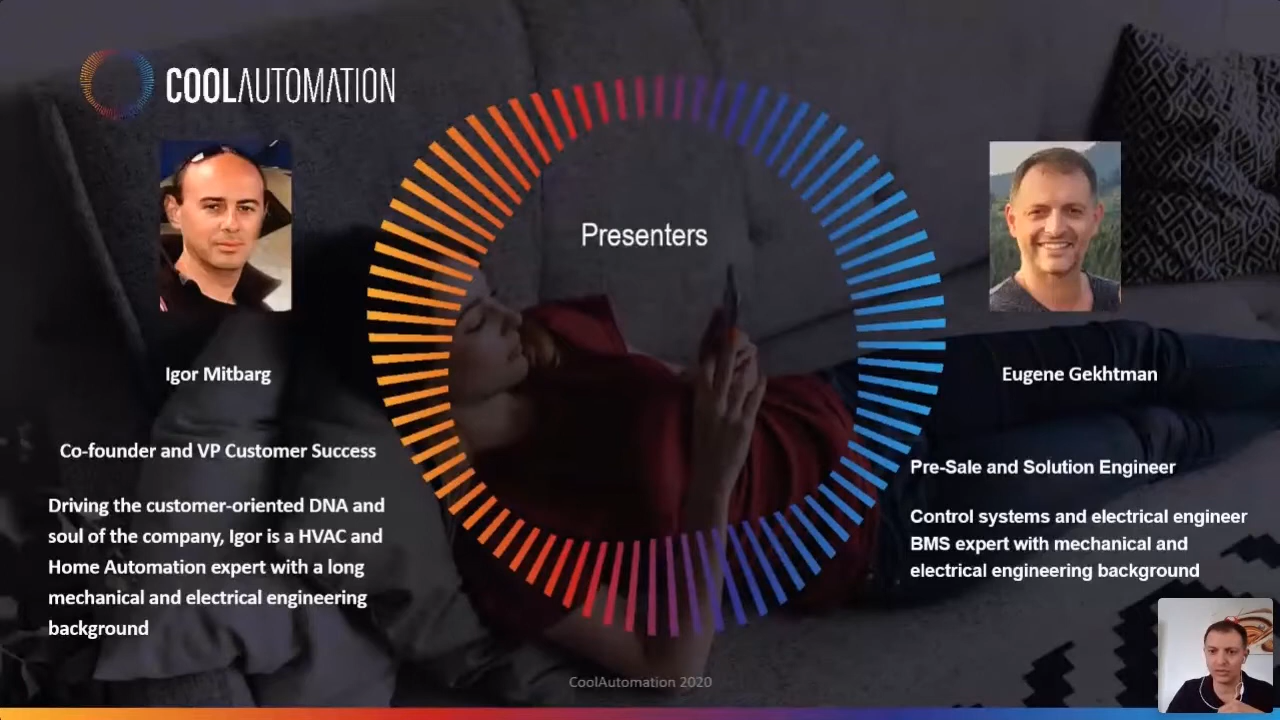 COOLAUTOMATION
Presenters
Igor Mitbarg
Co-founder and VP Customer Success
Driving the customer-oriented DNA and
soul of the company, Igor is a HVAC and
Home Automation expert with a long
mechanical and electrical engineering
background
Eugene Gekhtman
Pre-Sale and Solution Engineer
Control systems and electrical engineer
BMS expert with mechanical and
electrical engineering background
CoolAutomation 2020